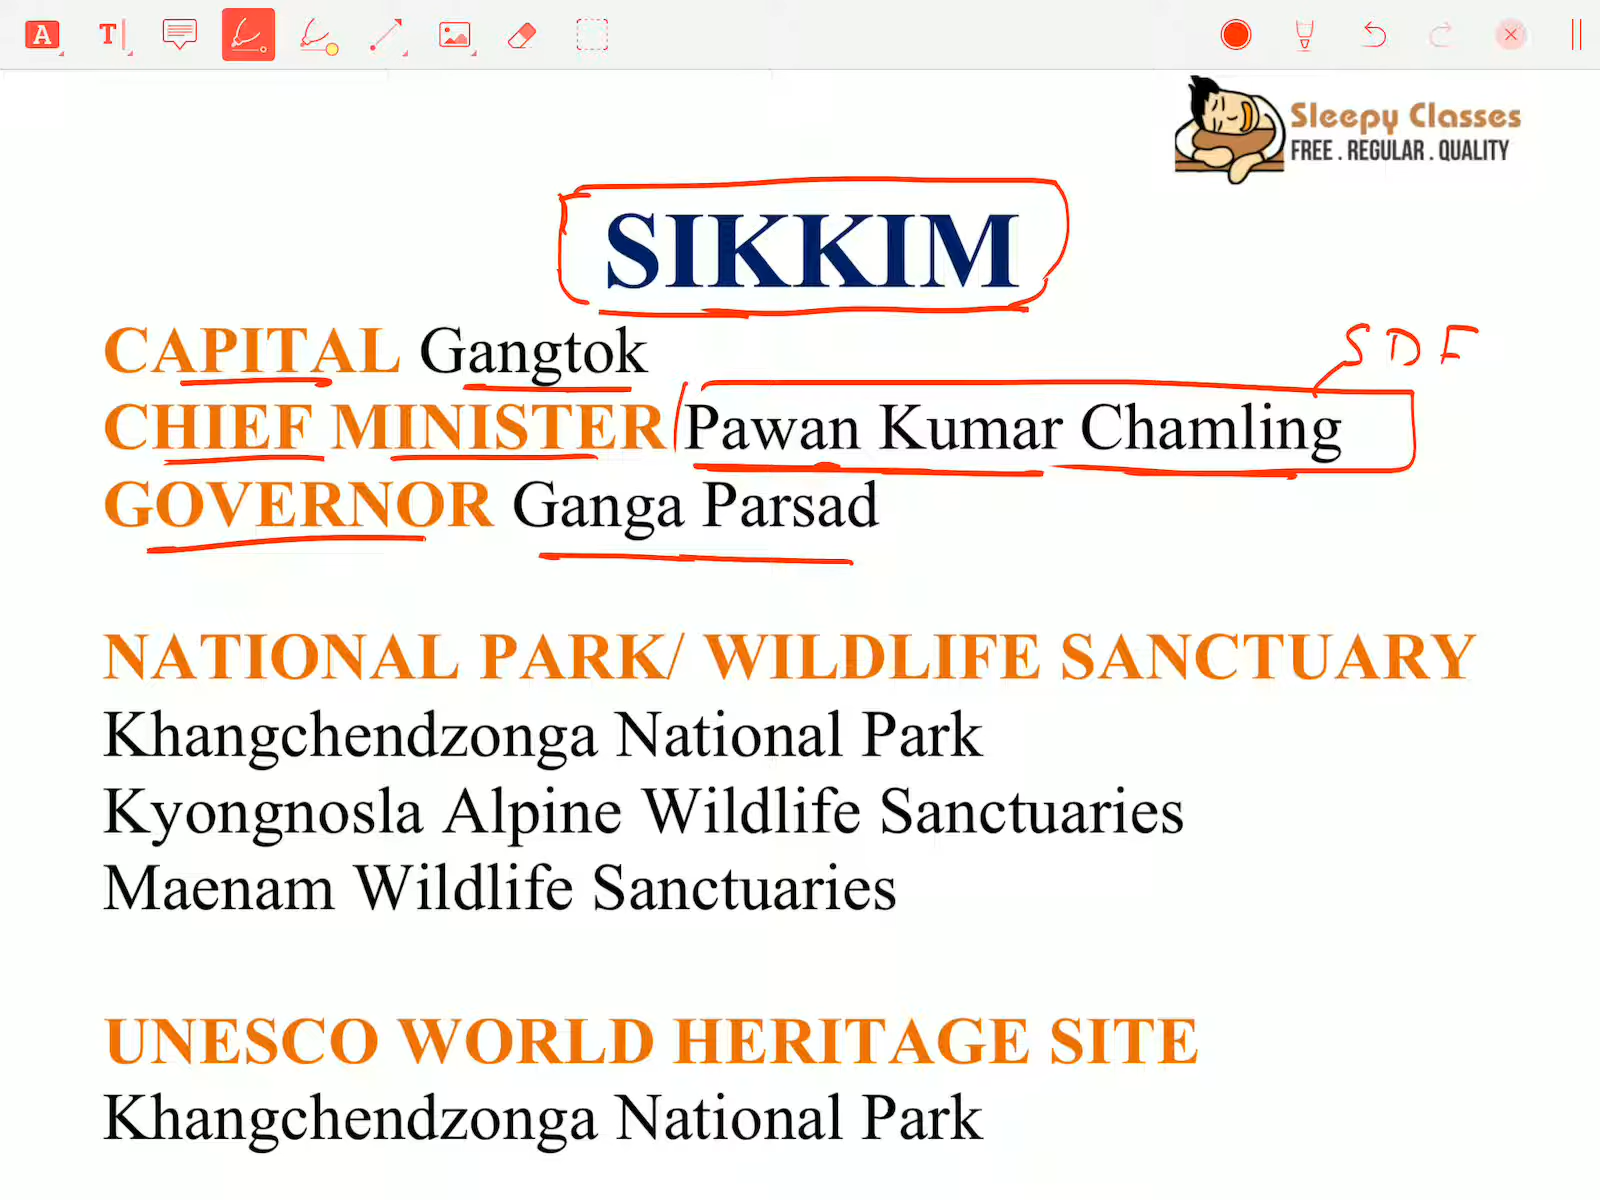 A T
Sleepy Classes
FREE . REGULAR . QUALITY
SIKKIM
SDF
CAPITAL Gangtok
CHIEF MINISTER Pawan Kumar Chamling
GOVERNOR Ganga Parsad
NATIONAL PARK/ WILDLIFE SANCTUARY
Khangchendzonga National Park
Kyongnosla Alpine Wildlife Sanctuaries
Maenam Wildlife Sanctuaries
UNESCO WORLD HERITAGE SITE
Khangchendzonga National Park